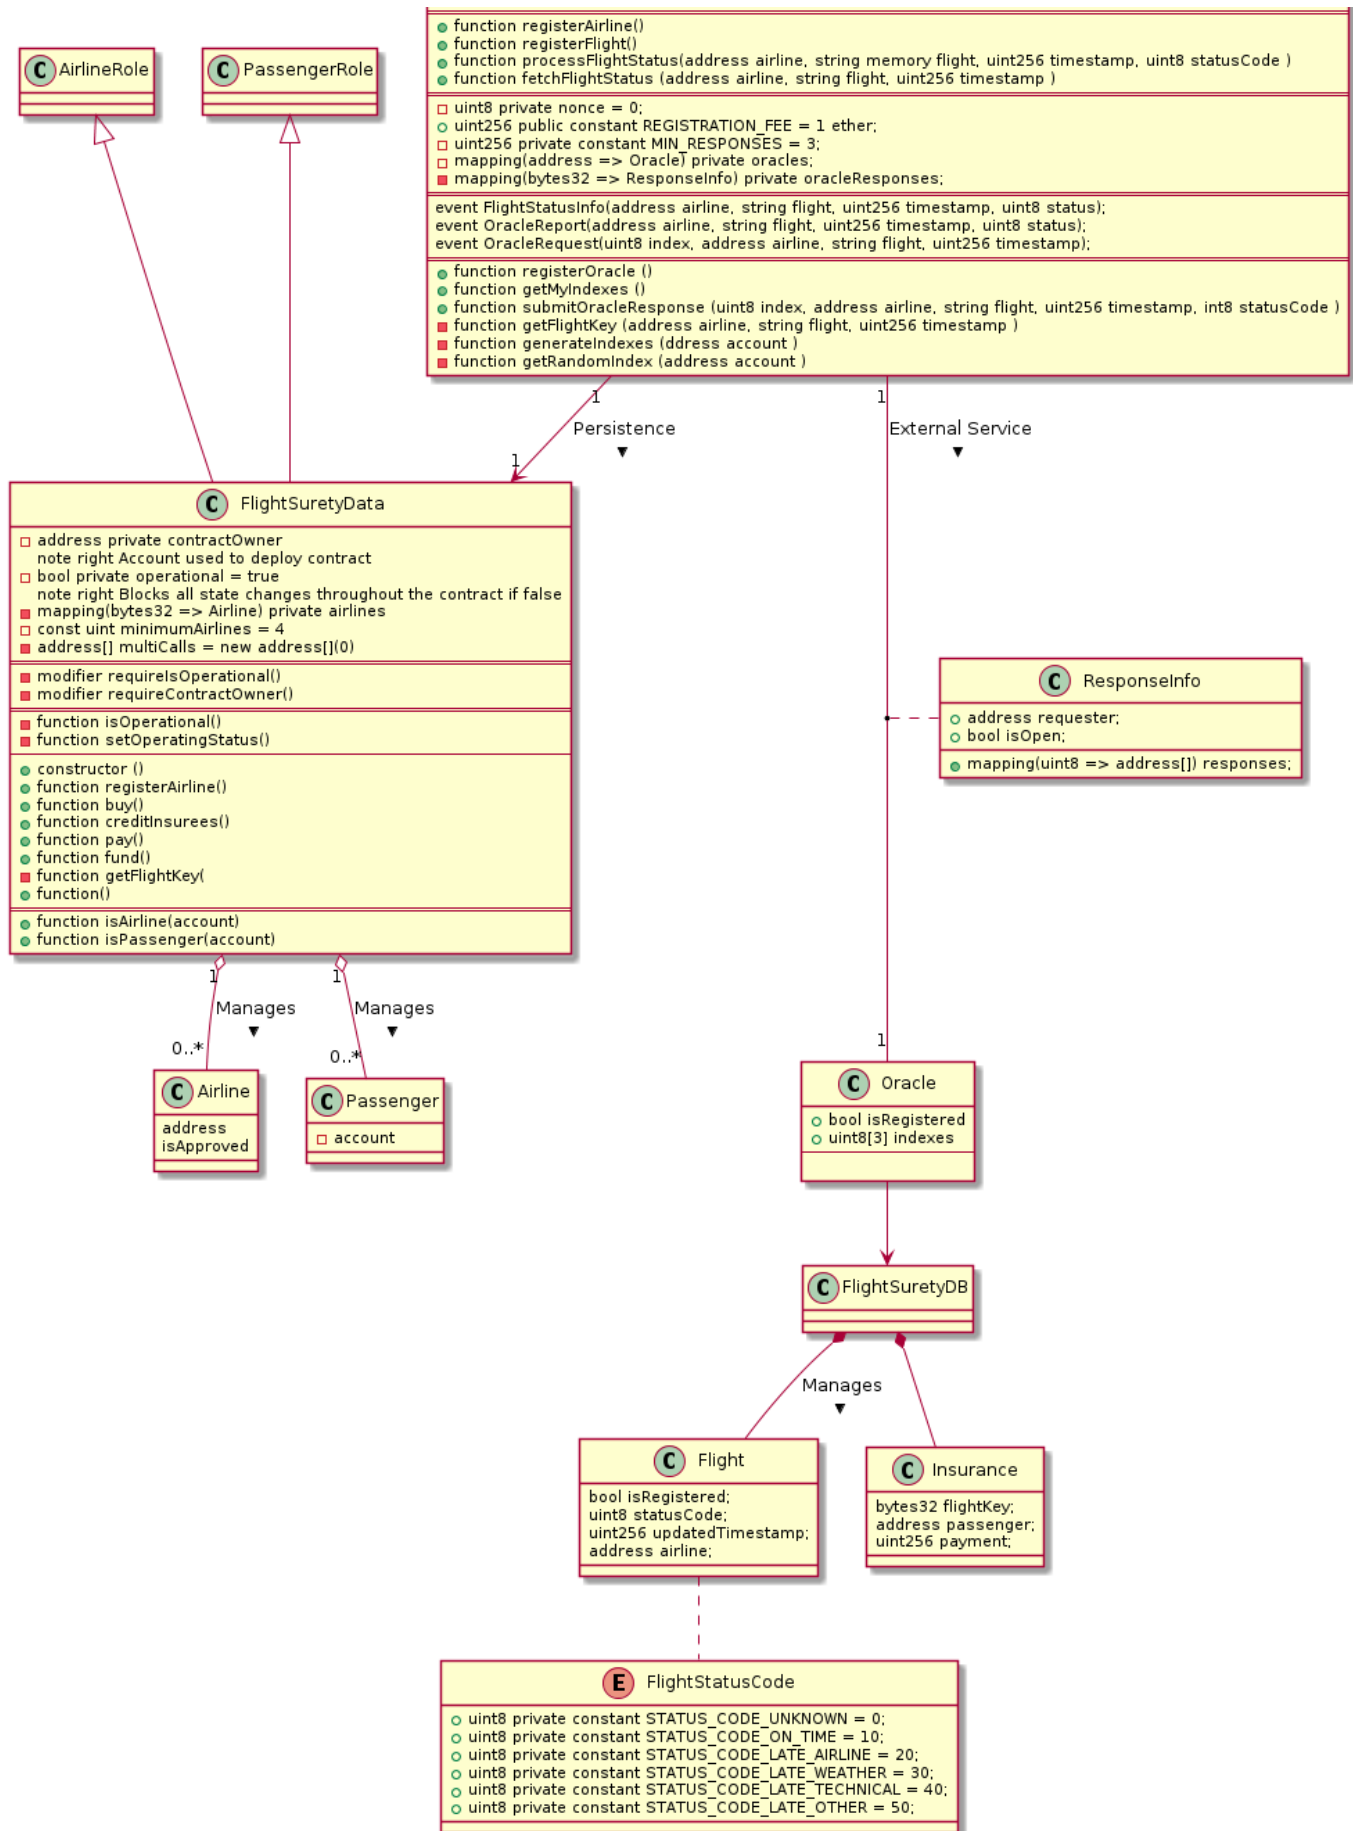 function registerAirline()
function registerFlight()
function processFlightStatus(address airline, string memory flight, uint256 timestamp, uint8 statusCode )
function fetchFlightStatus (address airline, string flight, uint256 timestamp )
uint8 private nonce = 0;
uint256 public constant REGISTRATION_FEE = 1 ether;
uint256 private constant MIN_RESPONSES = 3;
mapping(address => Oracle) private oracles;
mapping(bytes32 => ResponseInfo) private oracleResponses;
event FlightStatusInfo(address airline, string flight, uint256 timestamp, uint8 status);
event OracleReport(address airline, string flight, uint256 timestamp, uint8 status);
event OracleRequest(uint8 index, address airline, string flight, uint256 timestamp);
function registerOracle ()
function getMyIndexes ()
function submitOracleResponse (uint8 index, address airline, string flight, uint256 timestamp, int8 statusCode )
function getFlightKey (address airline, string flight, uint256 timestamp )
function generateIndexes (ddress account )
function getRandomIndex (address account )
C AirlineRole
C PassengerRole
1
Persistence
▼
1
1
External Service
▼
1
C FlightSuretyData
address private contractOwner
note right Account used to deploy contract
bool private operational = true
note right Blocks all state changes throughout the contract if false
mapping(bytes32 => Airline) private airlines
const uint minimumAirlines = 4
address[] multiCalls = new address[](0)
modifier requireIsOperational()
modifier requireContractOwner()
function isOperational()
function setOperatingStatus()
constructor ()
function registerAirline()
function buy()
function creditInsurees()
function pay()
function fund()
function getFlightKey(
function()
function isAirline(account)
function isPassenger(account)
C ResponseInfo
address requester;
bool isOpen;
mapping(uint8 => address[]) responses;
1
Manages
▼
0..*
1
Manages
▼
0..*
C Airline
address
isApproved
C Passenger
account
C Oracle
bool isRegistered
uint8[3] indexes
C FlightSuretyDB
Manages
▼
C Flight
bool isRegistered;
uint8 statusCode;
uint256 updatedTimestamp;
address airline;
C Insurance
bytes32 flightKey;
address passenger;
uint256 payment;
E FlightStatusCode
uint8 private constant STATUS_CODE_UNKNOWN = 0;
uint8 private constant STATUS_CODE_ON_TIME = 10;
uint8 private constant STATUS_CODE_LATE_AIRLINE = 20;
uint8 private constant STATUS_CODE_LATE_WEATHER = 30;
uint8 private constant STATUS_CODE_LATE_TECHNICAL = 40;
uint8 private constant STATUS_CODE_LATE_OTHER = 50;